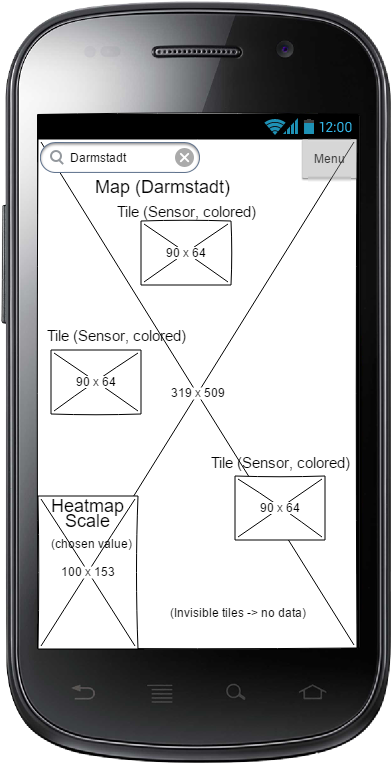 12:00
Darmstadt
Menu
Map (Darmstadt)
Tile (Sensor, colored)
90 x 64
Tile (Sensor, colored)
90 x 64
319 x 509
Tile (Sensor, colored)
90 x 64
Heatmap
Scale
(chosen value)
100 x 153
(Invisible tiles -> no data)